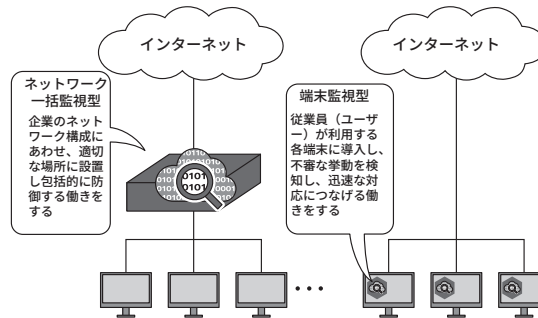 インターネット
インターネット
ネットワーク
一括監視型
企業のネット
ワーク構成に
あわせ、適切
な場所に設置
し包括的に防
御する働きを
する
端末監視型
従業員（ユーザ
ー）が利用する
各端末に導入し、
不審な挙動を検
知し、迅速な対
応につなげる働
きをする
0101
0101